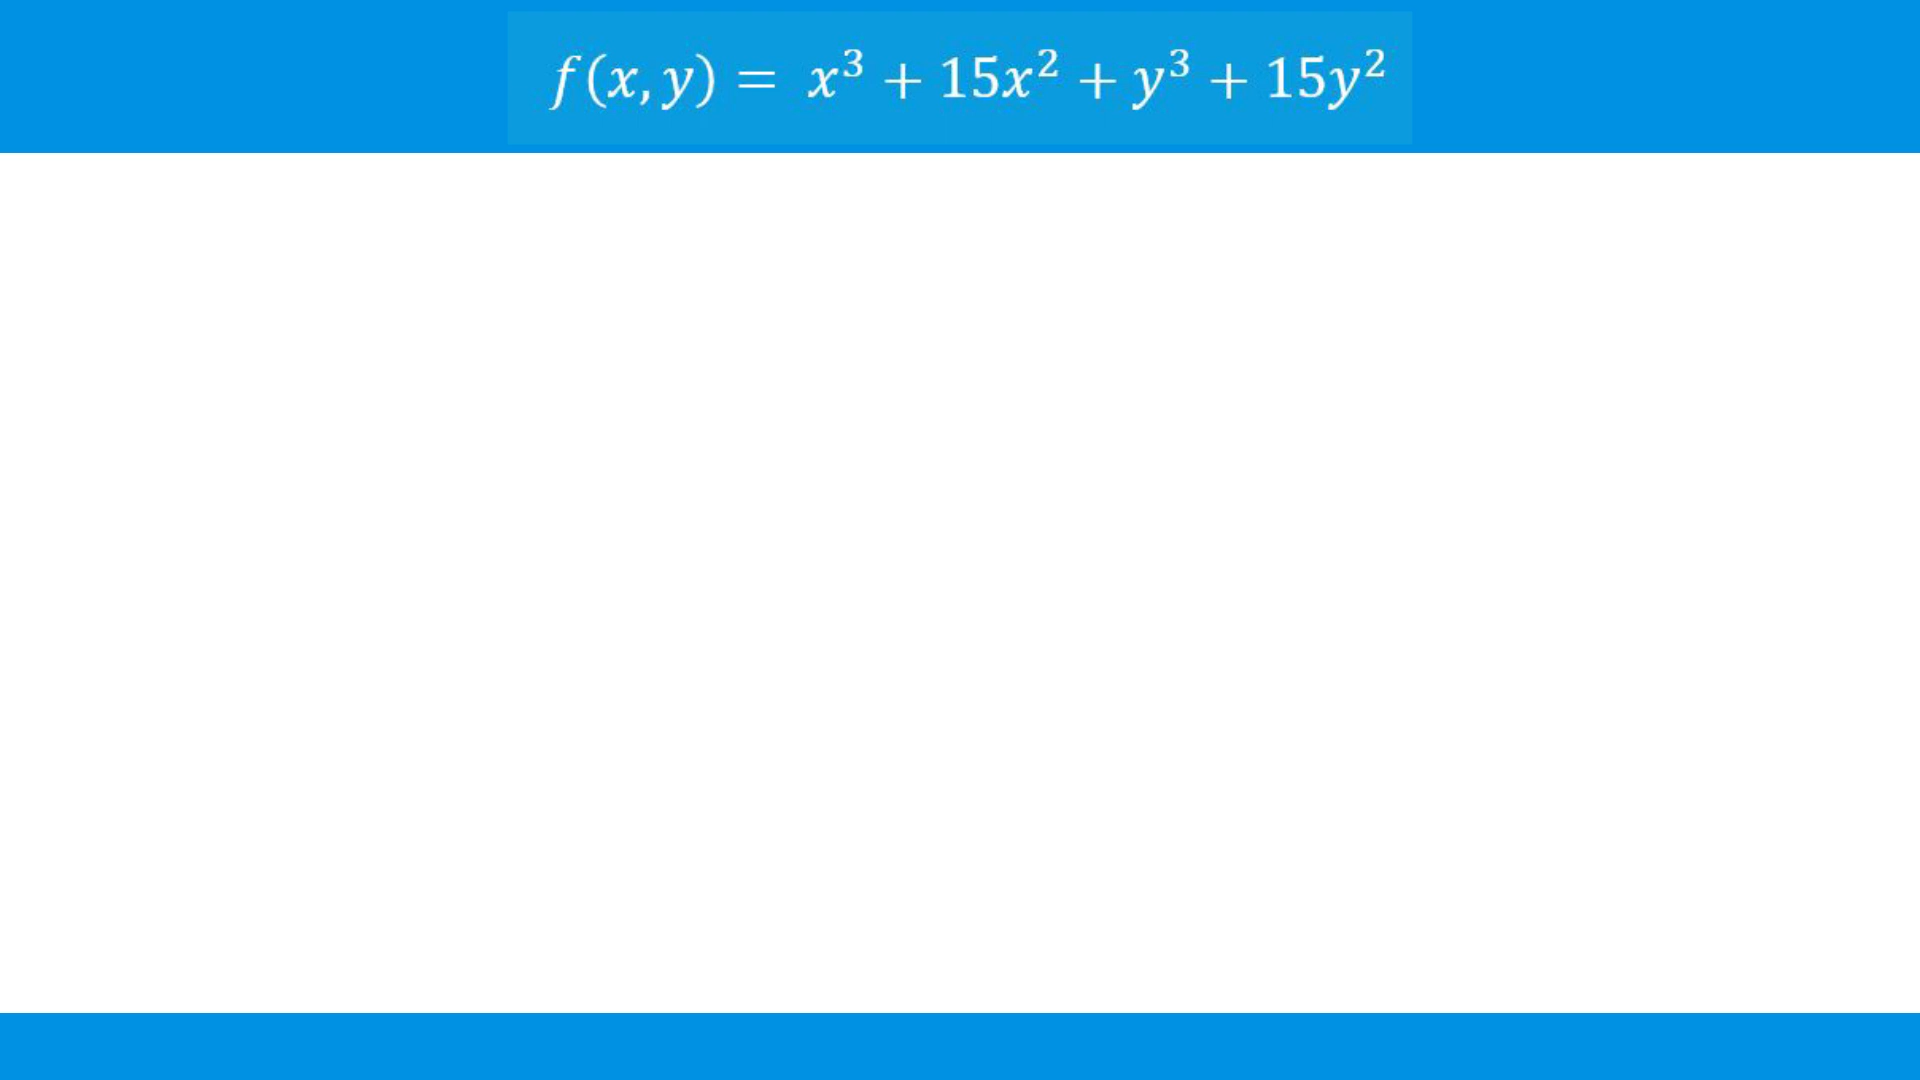 f(x, y) = x³ + 15x² + y³ + 15y²